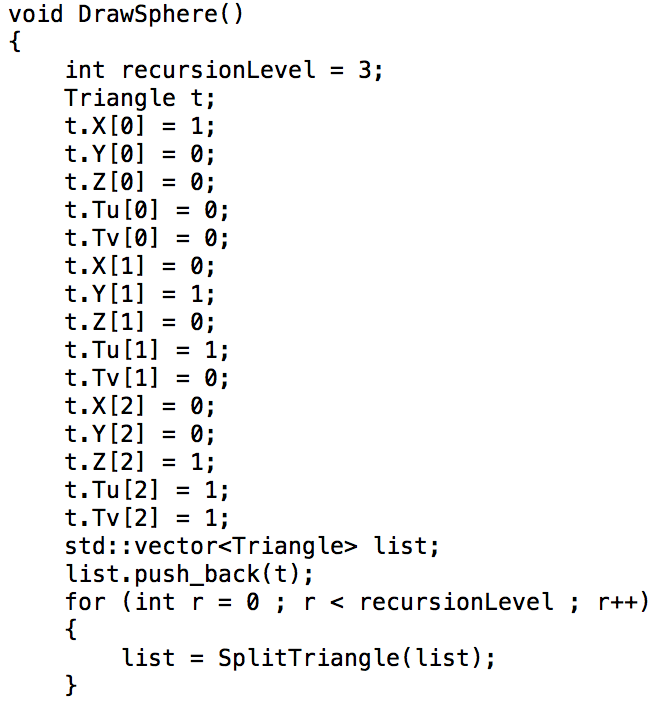 void DrawSphere()
{
    int recursionLevel = 3;
    Triangle t;
    t.X[0] = 1;
    t.Y[0] = 0;
    t.Z[0] = 0;
    t.Tu[0] = 0;
    t.Tv[0] = 0;
    t.X[1] = 0;
    t.Y[1] = 1;
    t.Z[1] = 0;
    t.Tu[1] = 1;
    t.Tv[1] = 0;
    t.X[2] = 0;
    t.Y[2] = 0;
    t.Z[2] = 1;
    t.Tu[2] = 1;
    t.Tv[2] = 1;
    std::vector<Triangle> list;
    list.push_back(t);
    for (int r = 0 ; r < recursionLevel ; r++)
    {
        list = SplitTriangle(list);
    }